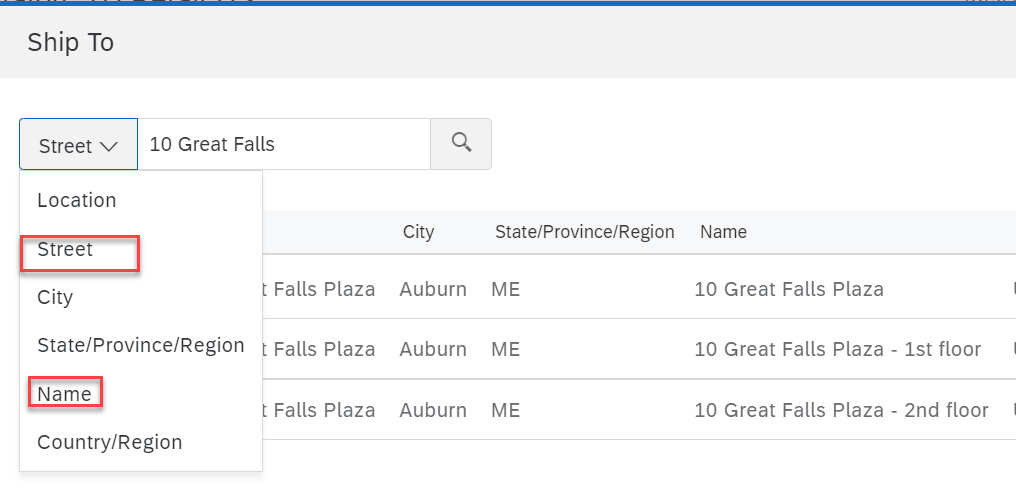 Ship To
Street 10 Great Falls
Location
City State/Province/Region Name
Street
t Falls Plaza Auburn ME 10 Great Falls Plaza
City
State/Province/Region
t Falls Plaza Auburn ME 10 Great Falls Plaza - 1st floor
Name
t Falls Plaza Auburn ME 10 Great Falls Plaza - 2nd floor
Country/Region